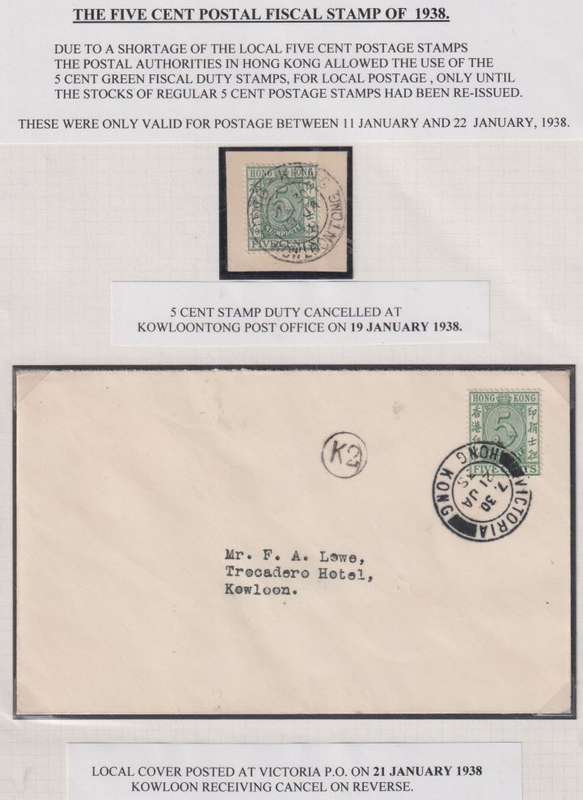 THE FIVE CENT POSTAL FISCAL STAMP OF 1938.
DUE TO A SHORTAGE OF THE LOCAL FIVE CENT POSTAGE STAMPS
THE POSTAL AUTHORITIES IN HONG KONG ALLOWED THE USE OF THE
5 CENT GREEN FISCAL DUTY STAMPS, FOR LOCAL POSTAGE , ONLY UNTIL
THE STOCKS OF REGULAR 5 CENT POSTAGE STAMPS HAD BEEN RE-ISSUED.
THESE WERE ONLY VALID FOR POSTAGE BETWEEN 11 JANUARY AND 22 JANUARY, 1938.
HONG KONG
5
FIVE CENTS
5 CENT STAMP DUTY CANCELLED AT
KOWLOONTONG POST OFFICE ON 19 JANUARY 1938.
HONG KONG
5
K2
VICTORIA
7.30
21 JA
HONG KONG
Mr. F. A. Lowe,
Trocadero Hotel,
Kowloon.
LOCAL COVER POSTED AT VICTORIA P.O. ON 21 JANUARY 1938
KOWLOON RECEIVING CANCEL ON REVERSE.